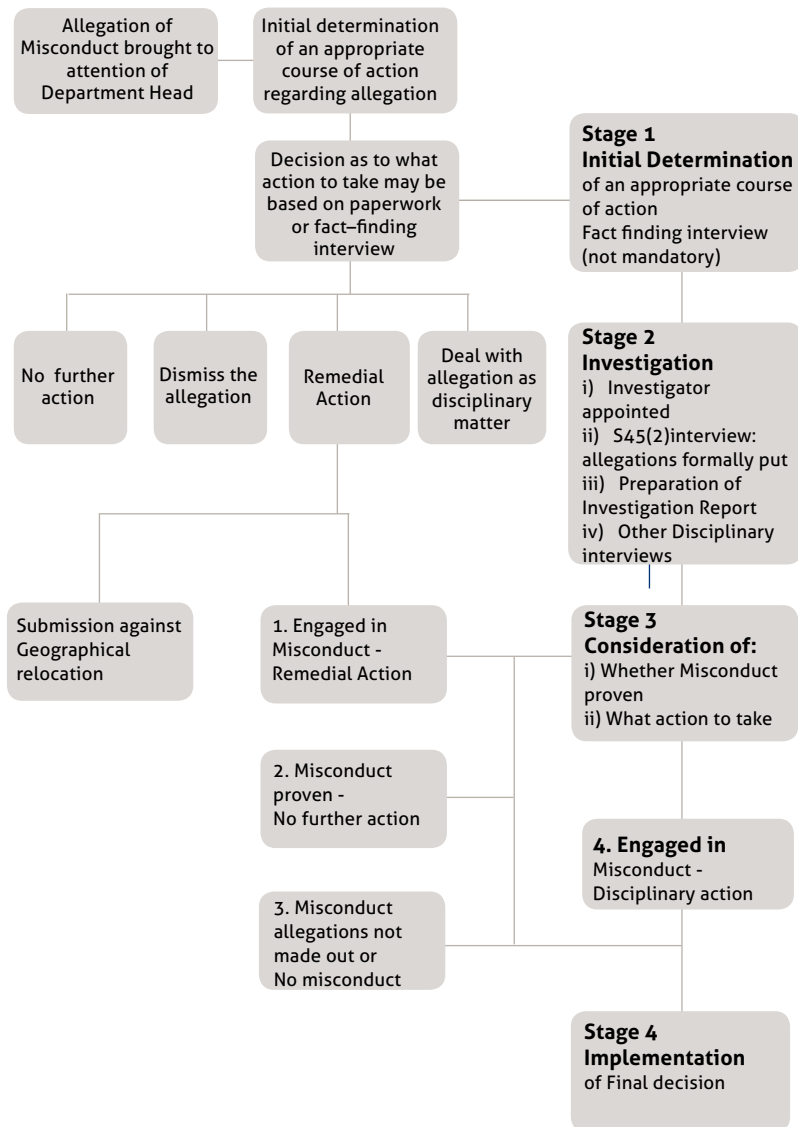 Allegation of
Misconduct brought to
attention of
Department Head
Initial determination
of an appropriate
course of action
regarding allegation
Decision as to what
action to take may be
based on paperwork
or fact–finding
interview
Stage 1
Initial Determination
of an appropriate course
of action
Fact finding interview
(not mandatory)
No further
action
Dismiss the
allegation
Remedial
Action
Deal with
allegation as
disciplinary
matter
Stage 2
Investigation
i) Investigator
appointed
ii) S45(2)interview:
allegations formally put
iii) Preparation of
Investigation Report
iv) Other Disciplinary
interviews
Submission against
Geographical
relocation
1. Engaged in
Misconduct -
Remedial Action
Stage 3
Consideration of:
i) Whether Misconduct
proven
ii) What action to take
2. Misconduct
proven -
No further action
4. Engaged in
Misconduct -
Disciplinary action
3. Misconduct
allegations not
made out or
No misconduct
Stage 4
Implementation
of Final decision